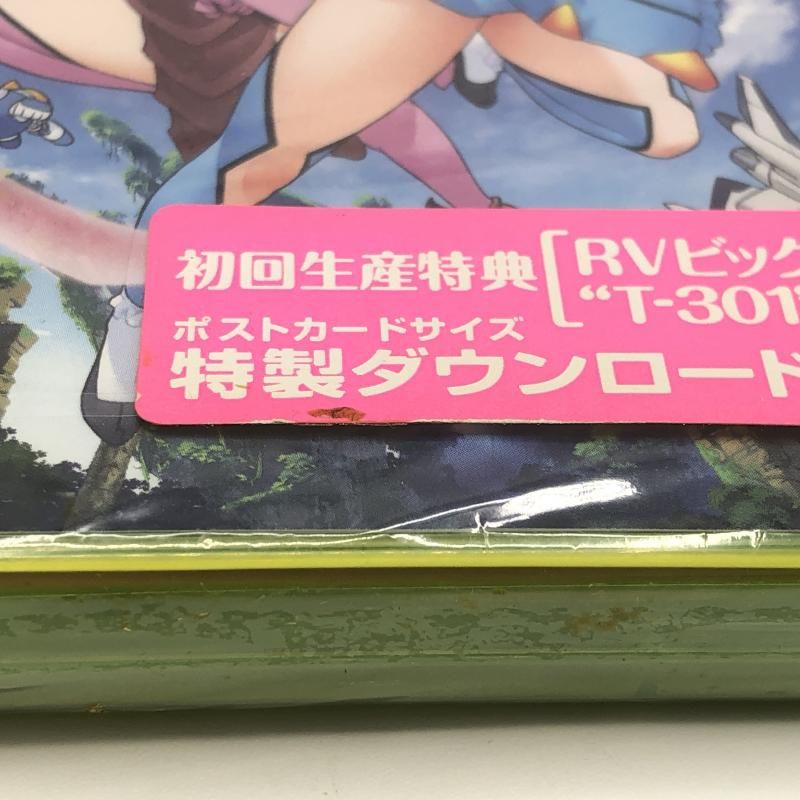 初回生産特典
RVビック
“T-301
ポストカードサイズ
特製ダウンロード